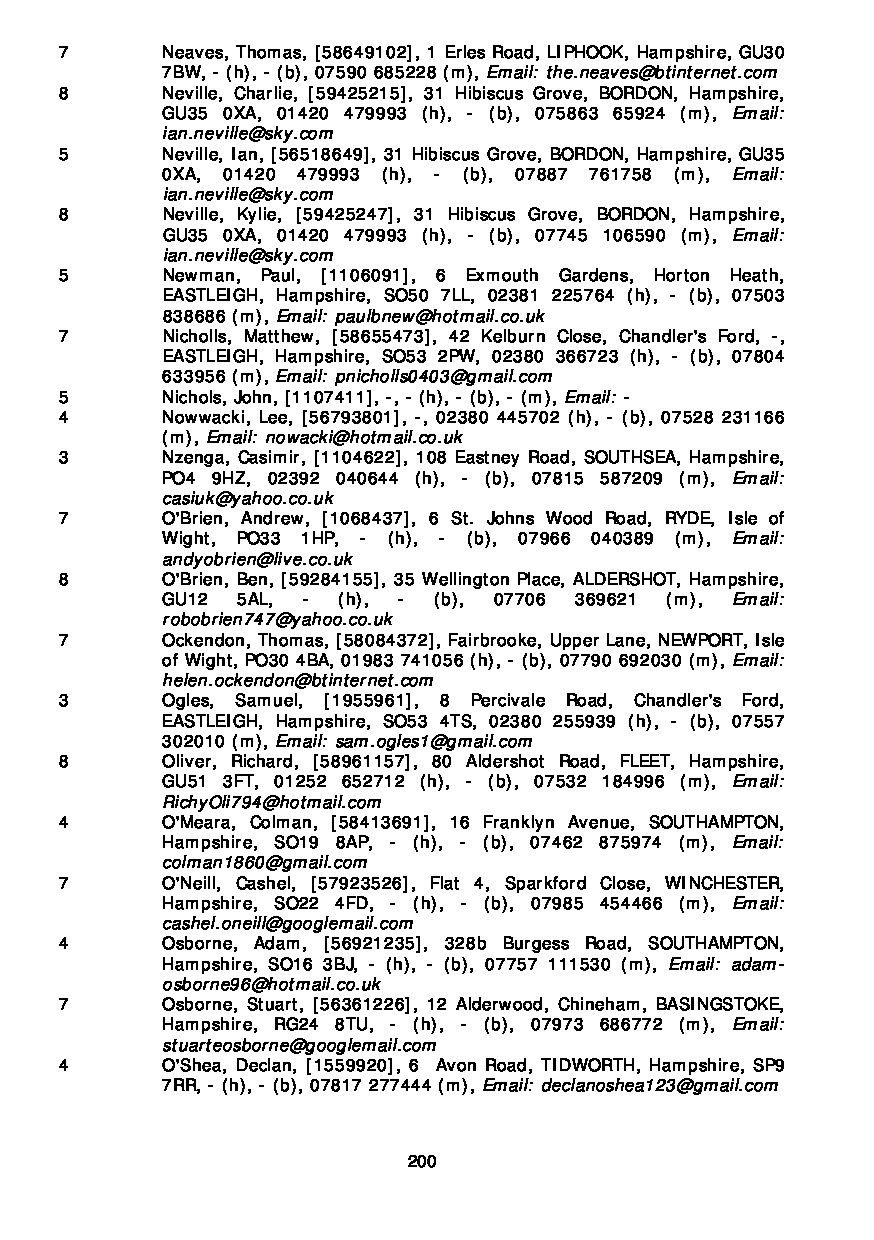 7 Neaves, Thomas, [58649102], 1 Erles Road, LIPHOOK, Hampshire, GU30
7BW, - (h), - (b), 07590 685228 (m), Email: the.neaves@btinternet.com
8 Neville, Charlie, [59425215], 31 Hibiscus Grove, BORDON, Hampshire,
GU35 0XA, 01420 479993 (h), - (b), 075863 65924 (m), Email:
ian.neville@sky.com
5 Neville, Ian, [56518649], 31 Hibiscus Grove, BORDON, Hampshire, GU35
0XA, 01420 479993 (h), - (b), 07887 761758 (m), Email:
ian.neville@sky.com
8 Neville, Kylie, [59425247], 31 Hibiscus Grove, BORDON, Hampshire,
GU35 0XA, 01420 479993 (h), - (b), 07745 106590 (m), Email:
ian.neville@sky.com
5 Newman, Paul, [1106091], 6 Exmouth Gardens, Horton Heath,
EASTLEIGH, Hampshire, SO50 7LL, 02381 225764 (h), - (b), 07503
838686 (m), Email: paulbnew@hotmail.co.uk
7 Nicholls, Matthew, [58655473], 42 Kelburn Close, Chandler's Ford, -,
EASTLEIGH, Hampshire, SO53 2PW, 02380 366723 (h), - (b), 07804
633956 (m), Email: pnicholls0403@gmail.com
5 Nichols, John, [1107411], -, - (h), - (b), - (m), Email: -
4 Nowwacki, Lee, [56793801], -, 02380 445702 (h), - (b), 07528 231166
(m), Email: nowacki@hotmail.co.uk
3 Nzenga, Casimir, [1104622], 108 Eastney Road, SOUTHSEA, Hampshire,
PO4 9HZ, 02392 040644 (h), - (b), 07815 587209 (m), Email:
casiuk@yahoo.co.uk
7 O'Brien, Andrew, [1068437], 6 St. Johns Wood Road, RYDE, Isle of
Wight, PO33 1HP, - (h), - (b), 07966 040389 (m), Email:
andyobrien@live.co.uk
8 O'Brien, Ben, [59284155], 35 Wellington Place, ALDERSHOT, Hampshire,
GU12 5AL, - (h), - (b), 07706 369621 (m), Email:
robobrien747@yahoo.co.uk
7 Ockendon, Thomas, [58084372], Fairbrooke, Upper Lane, NEWPORT, Isle
of Wight, PO30 4BA, 01983 741056 (h), - (b), 07790 692030 (m), Email:
helen.ockendon@btinternet.com
3 Ogles, Samuel, [1955961], 8 Percivale Road, Chandler's Ford,
EASTLEIGH, Hampshire, SO53 4TS, 02380 255939 (h), - (b), 07557
302010 (m), Email: sam.ogles1@gmail.com
8 Oliver, Richard, [58961157], 80 Aldershot Road, FLEET, Hampshire,
GU51 3FT, 01252 652712 (h), - (b), 07532 184996 (m), Email:
RichyOli794@hotmail.com
4 O'Meara, Colman, [58413691], 16 Franklyn Avenue, SOUTHAMPTON,
Hampshire, SO19 8AP, - (h), - (b), 07462 875974 (m), Email:
colman1860@gmail.com
7 O'Neill, Cashel, [57923526], Flat 4, Sparkford Close, WINCHESTER,
Hampshire, SO22 4FD, - (h), - (b), 07985 454466 (m), Email:
cashel.oneill@googlemail.com
4 Osborne, Adam, [56921235], 328b Burgess Road, SOUTHAMPTON,
Hampshire, SO16 3BJ, - (h), - (b), 07757 111530 (m), Email: adam-
osborne96@hotmail.co.uk
7 Osborne, Stuart, [56361226], 12 Alderwood, Chineham, BASINGSTOKE,
Hampshire, RG24 8TU, - (h), - (b), 07973 686772 (m), Email:
stuarteosborne@googlemail.com
4 O'Shea, Declan, [1559920], 6 Avon Road, TIDWORTH, Hampshire, SP9
7RR, - (h), - (b), 07817 277444 (m), Email: declanoshea123@gmail.com
200